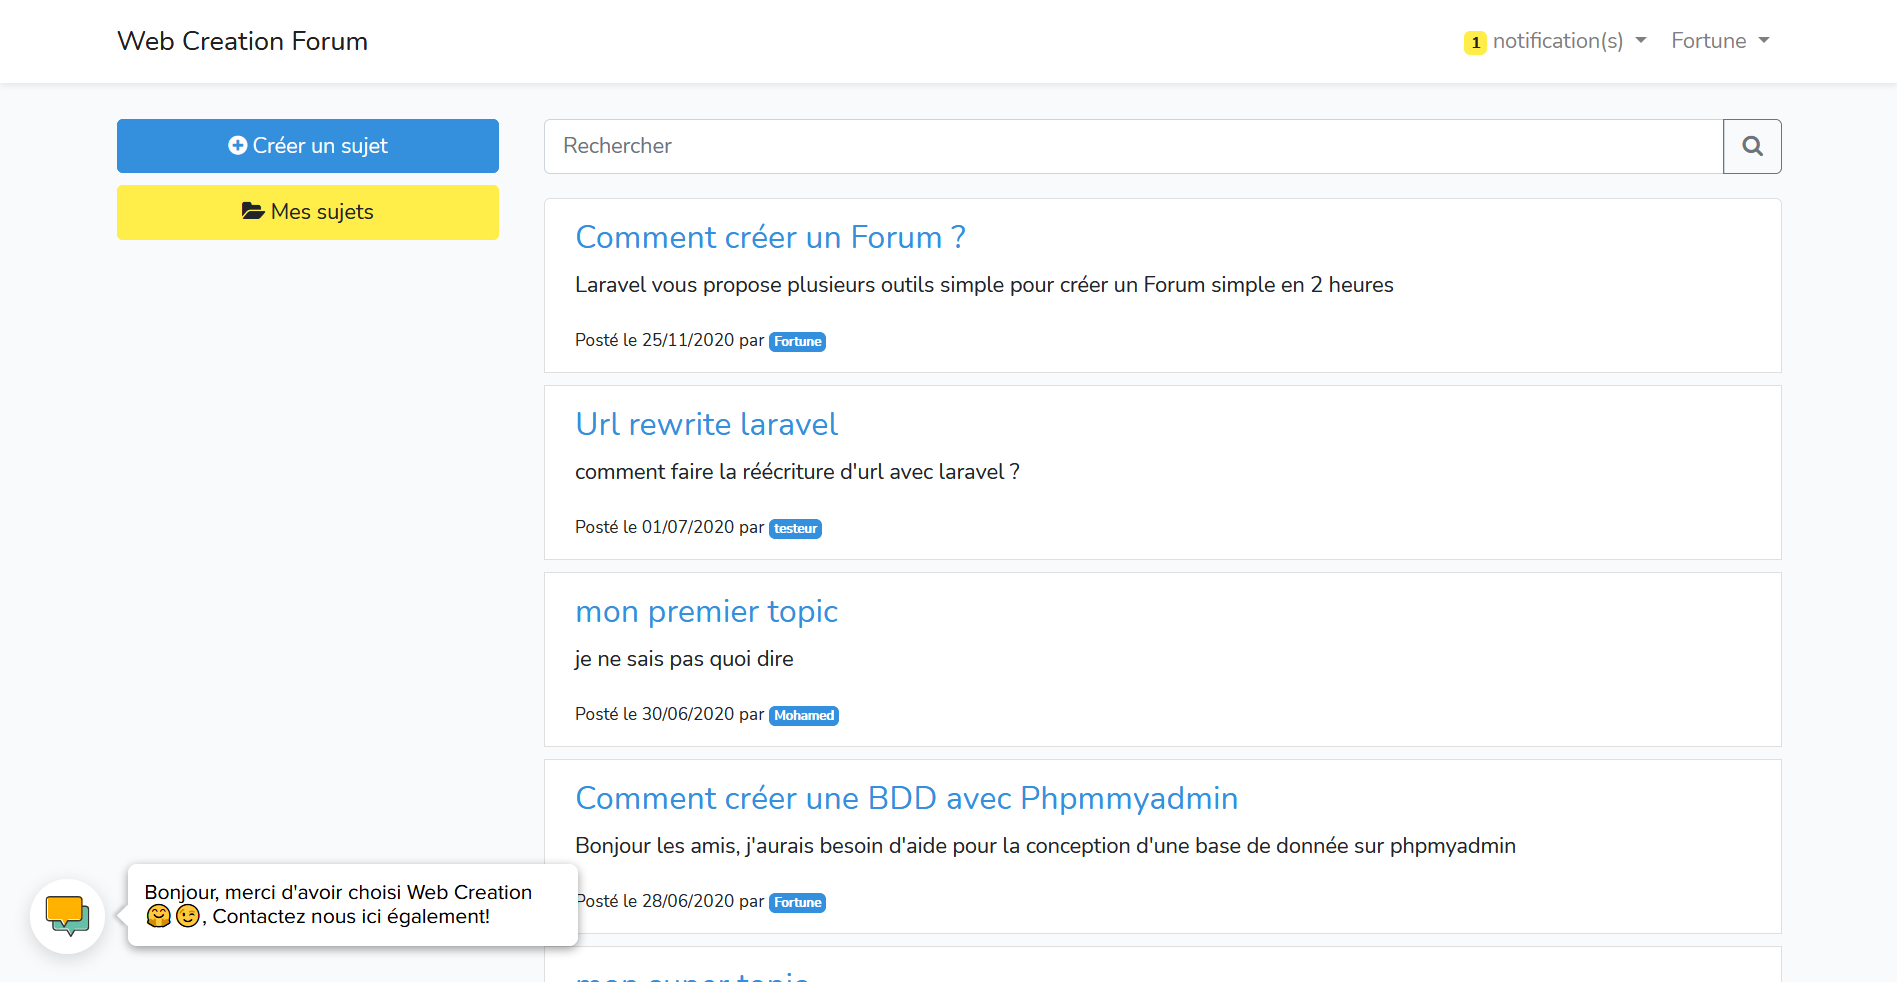 Web Creation Forum
1 notification(s)
Fortune
Créer un sujet
Mes sujets
Rechercher
Comment créer un Forum ?
Laravel vous propose plusieurs outils simple pour créer un Forum simple en 2 heures
Posté le 25/11/2020 par Fortune
Url rewrite laravel
comment faire la réécriture d'url avec laravel ?
Posté le 01/07/2020 par testeur
mon premier topic
je ne sais pas quoi dire
Posté le 30/06/2020 par Mohamed
Comment créer une BDD avec Phpmmyadmin
Bonjour les amis, j'aurais besoin d'aide pour la conception d'une base de donnée sur phpmyadmin
Posté le 28/06/2020 par Fortune
mon super topic
Bonjour, merci d'avoir choisi Web Creation
🤗😉, Contactez nous ici également!